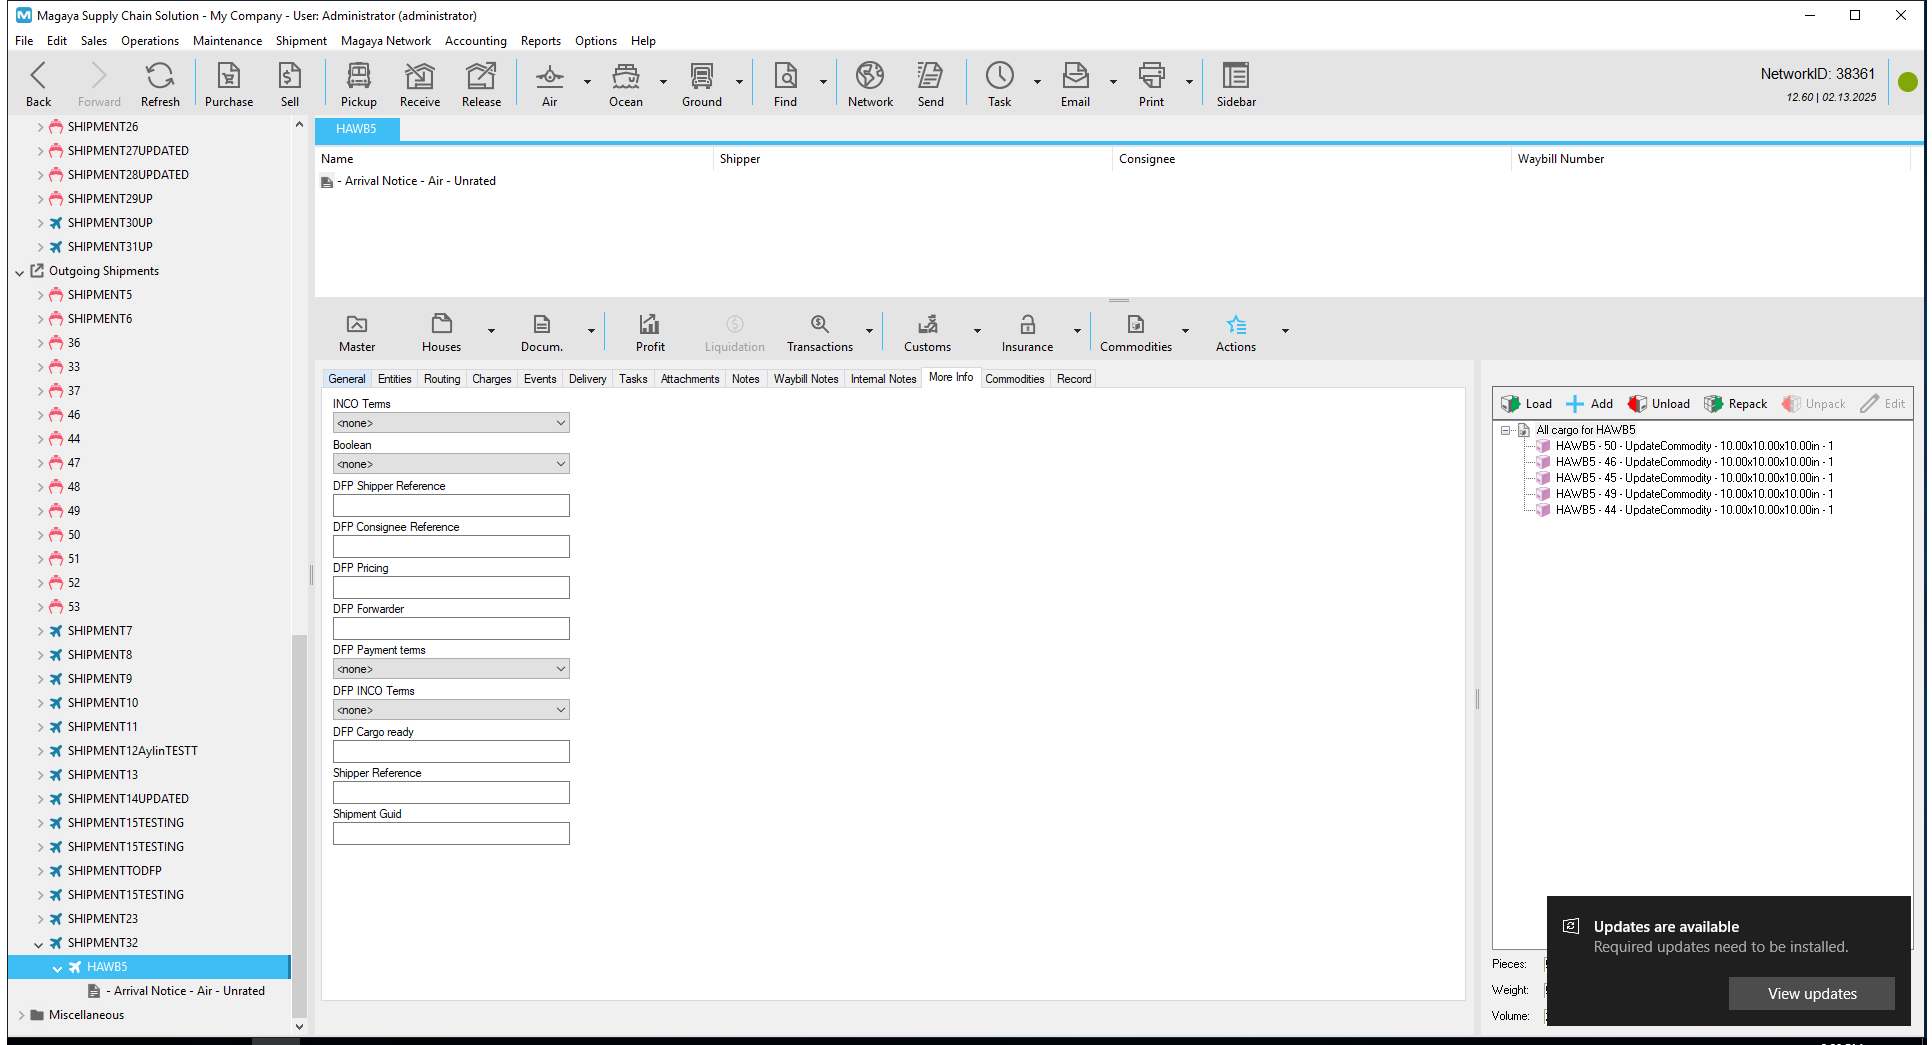 Magaya Supply Chain Solution - My Company - User: Administrator (administrator)
File Edit Sales Operations Maintenance Shipment Magaya Network Accounting Reports Options Help
Back Forward Refresh Purchase Sell Pickup Receive Release Air Ocean Ground Find Network Send Task Email Print Sidebar
NetworkID: 38361
12.60 | 02.13.2025
SHIPMENT26
SHIPMENT27UPDATED
SHIPMENT28UPDATED
SHIPMENT29UP
SHIPMENT30UP
SHIPMENT31UP
Outgoing Shipments
SHIPMENT5
SHIPMENT6
36
33
37
46
44
47
48
49
50
51
52
53
SHIPMENT7
SHIPMENT8
SHIPMENT9
SHIPMENT10
SHIPMENT11
SHIPMENT12AylinTESTT
SHIPMENT13
SHIPMENT14UPDATED
SHIPMENT15TESTING
SHIPMENT15TESTING
SHIPMENTTODFP
SHIPMENT15TESTING
SHIPMENT23
SHIPMENT32
HAWB5
- Arrival Notice - Air - Unrated
Miscellaneous
HAWB5
Name Shipper Consignee Waybill Number
- Arrival Notice - Air - Unrated
Master Houses Docum. Profit Liquidation Transactions Customs Insurance Commodities Actions
General Entities Routing Charges Events Delivery Tasks Attachments Notes Waybill Notes Internal Notes More Info Commodities Record
INCO Terms
<none>
Boolean
<none>
DFP Shipper Reference
DFP Consignee Reference
DFP Pricing
DFP Forwarder
DFP Payment terms
<none>
DFP INCO Terms
<none>
DFP Cargo ready
Shipper Reference
Shipment Guid
Load Add Unload Repack Unpack Edit
All cargo for HAWB5
HAWB5 - 50 - UpdateCommodity - 10.00x10.00x10.00in - 1
HAWB5 - 46 - UpdateCommodity - 10.00x10.00x10.00in - 1
HAWB5 - 45 - UpdateCommodity - 10.00x10.00x10.00in - 1
HAWB5 - 49 - UpdateCommodity - 10.00x10.00x10.00in - 1
HAWB5 - 44 - UpdateCommodity - 10.00x10.00x10.00in - 1
Pieces:
Weight:
Volume:
Updates are available
Required updates need to be installed.
View updates